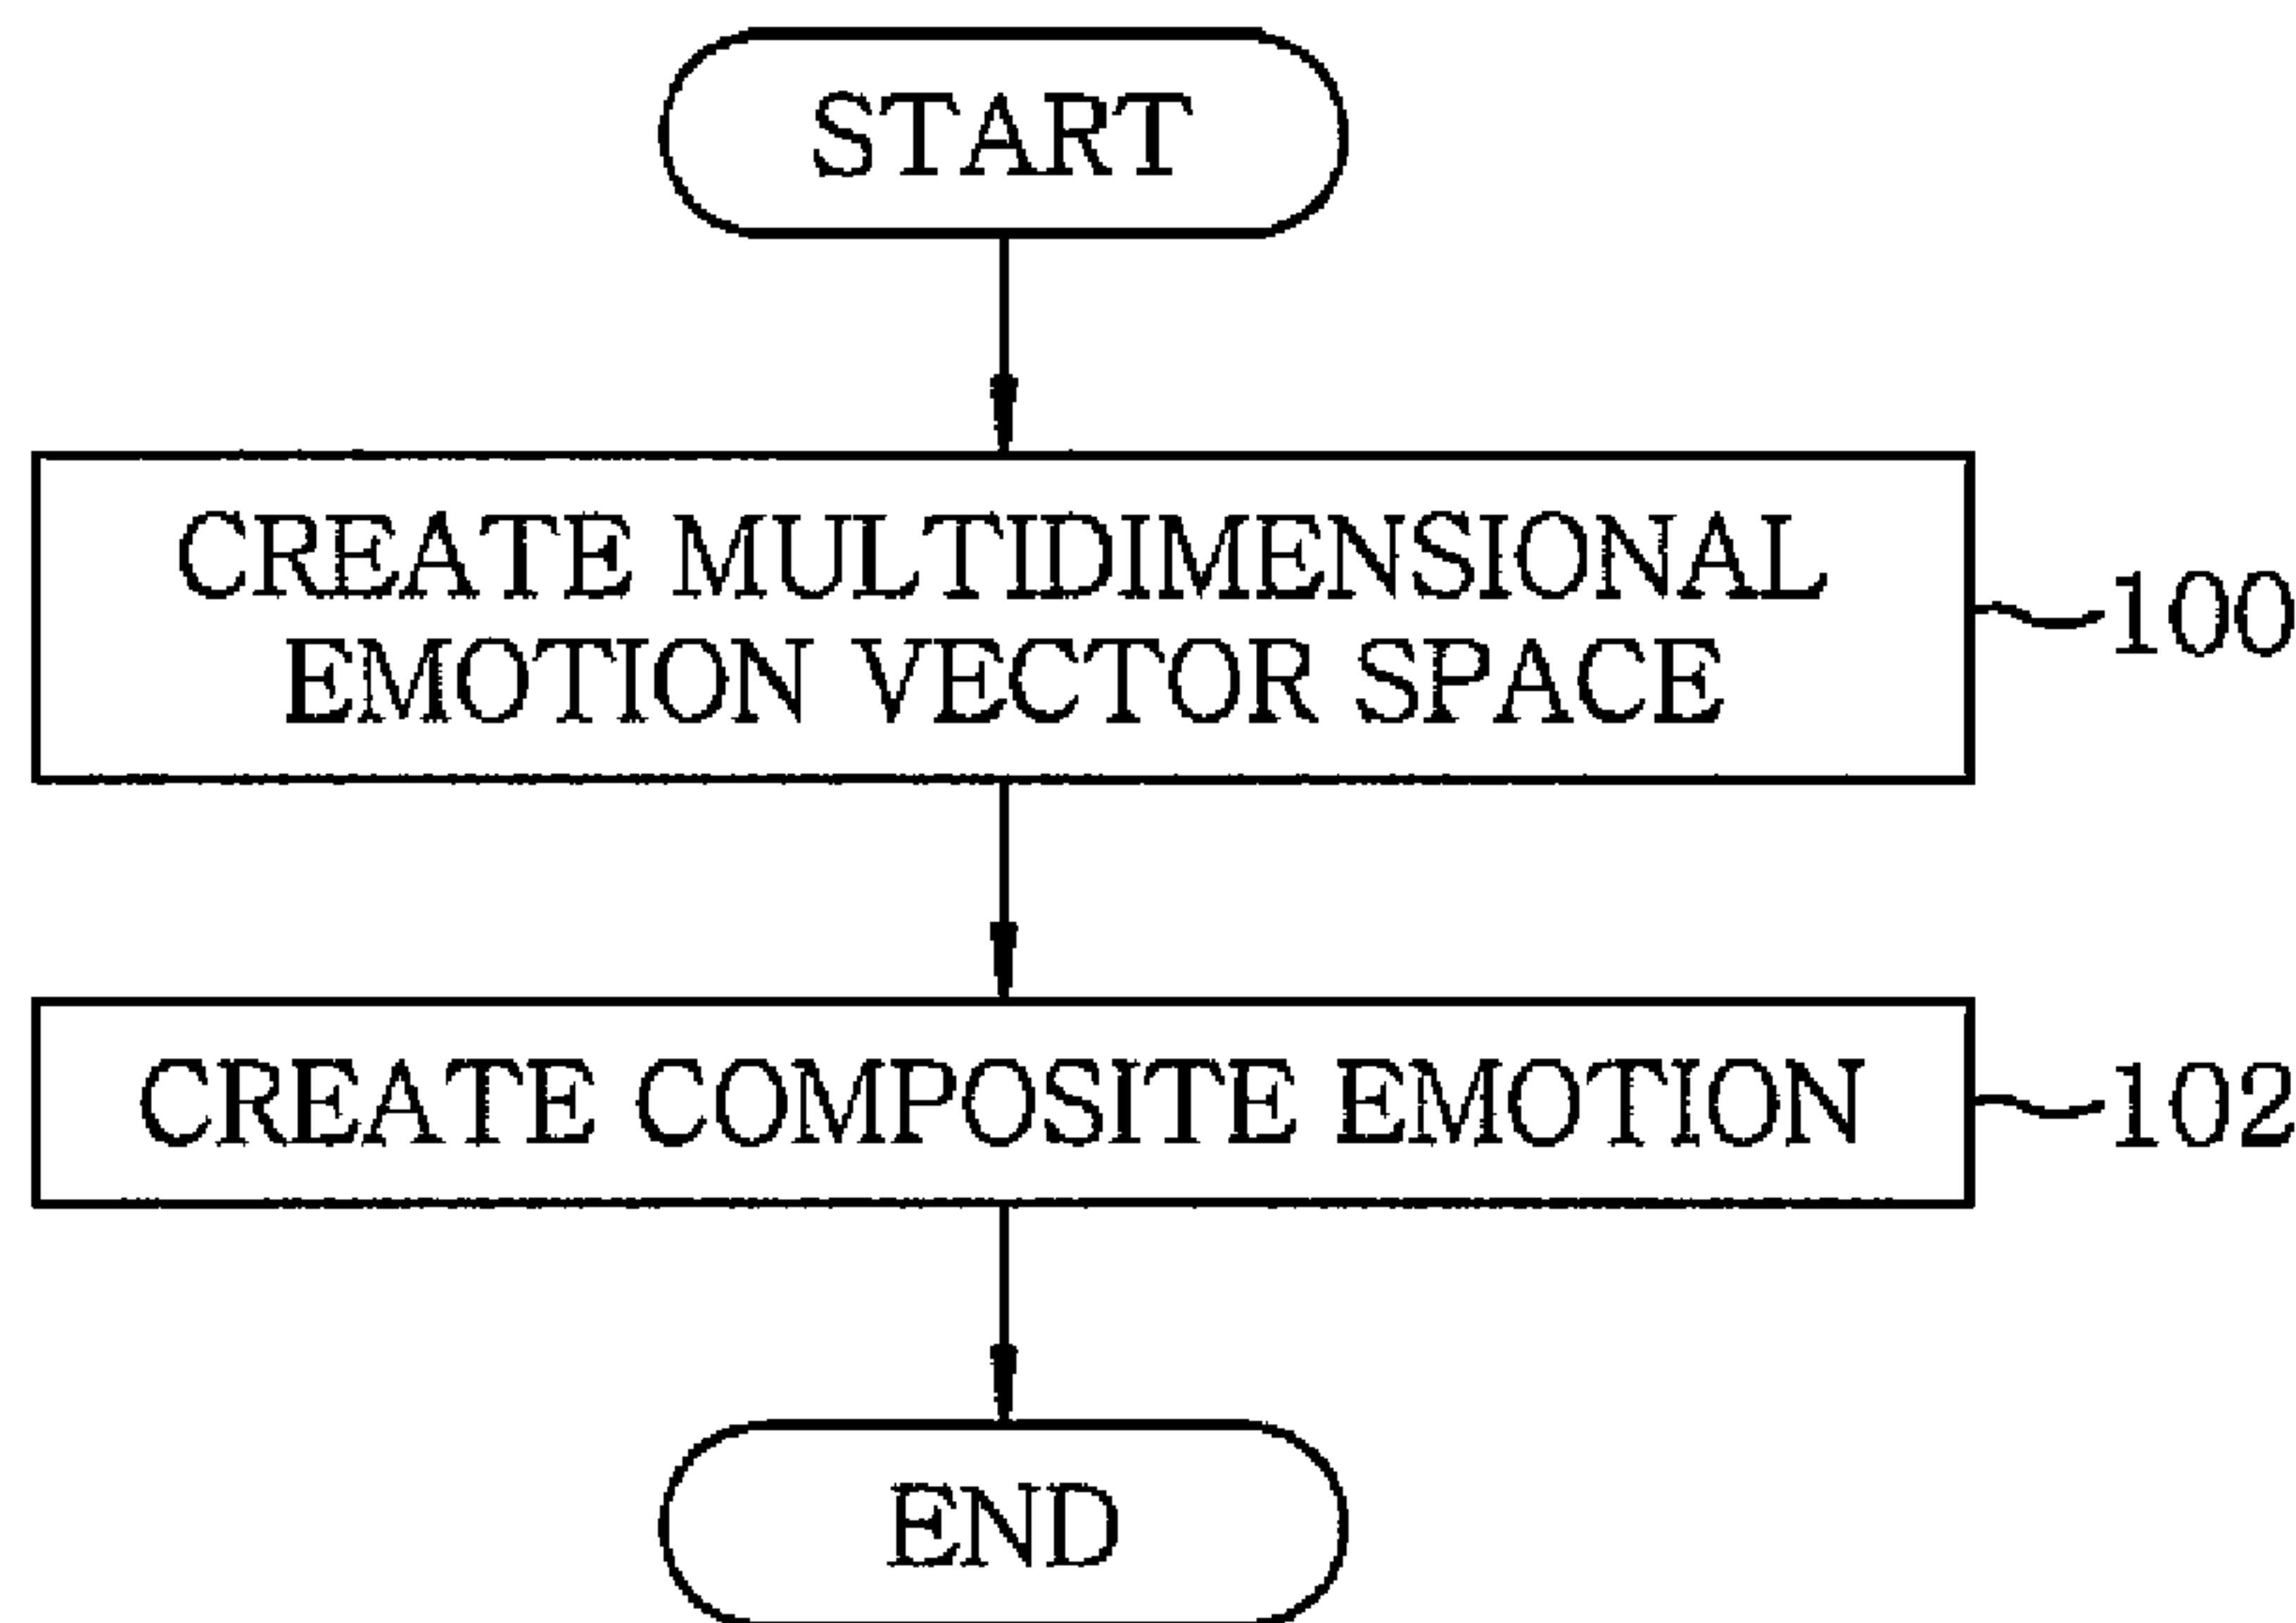 START
CREATE MULTIDIMENSIONAL
EMOTION VECTOR SPACE
100
CREATE COMPOSITE EMOTION
102
END